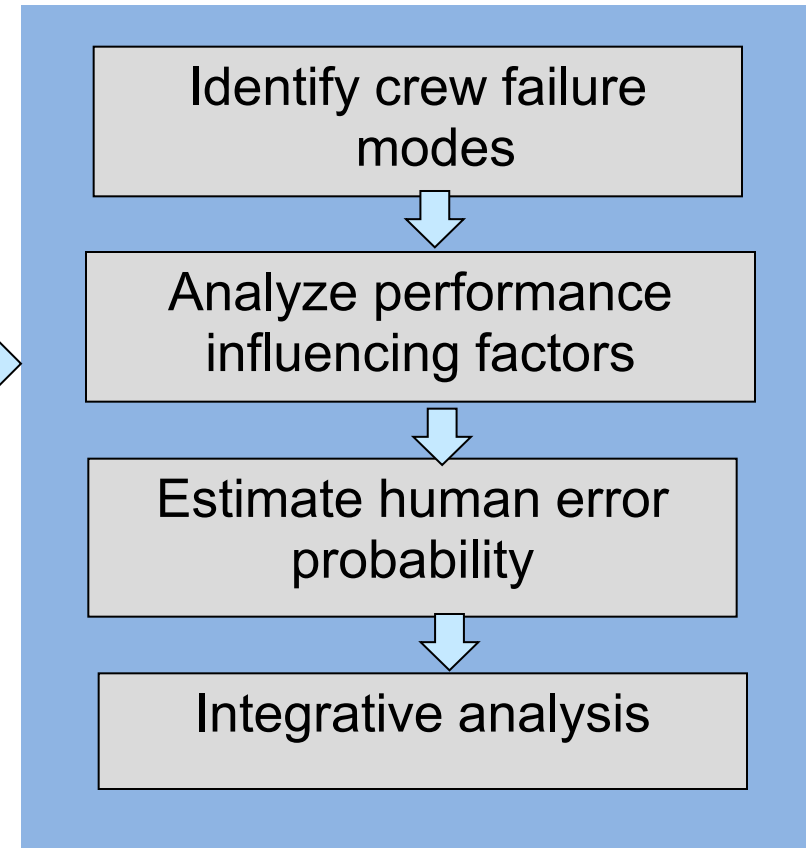 Identify crew failure
modes
Analyze performance
influencing factors
Estimate human error
probability
Integrative analysis